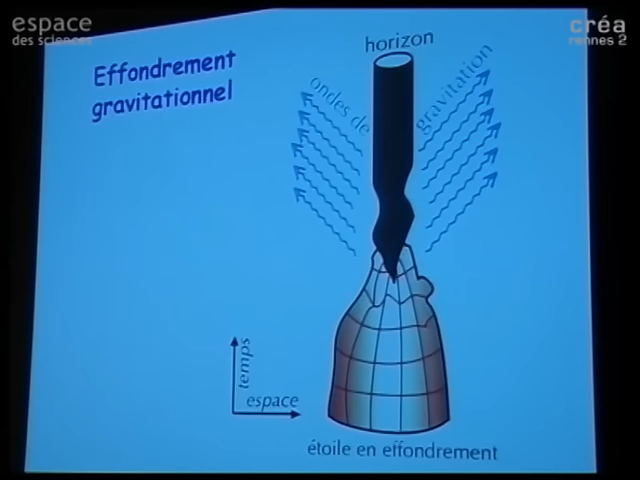 espace
des sciences
créa
rennes 2
Effondrement
gravitationnel
horizon
ondes de
gravitation
temps
espace
étoile en effondrement